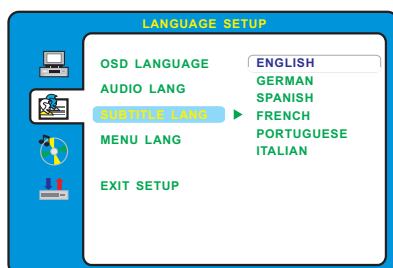 LANGUAGE SETUP
OSD LANGUAGE
AUDIO LANG
SUBTITLE LANG
MENU LANG
EXIT SETUP
ENGLISH
GERMAN
SPANISH
FRENCH
PORTUGUESE
ITALIAN